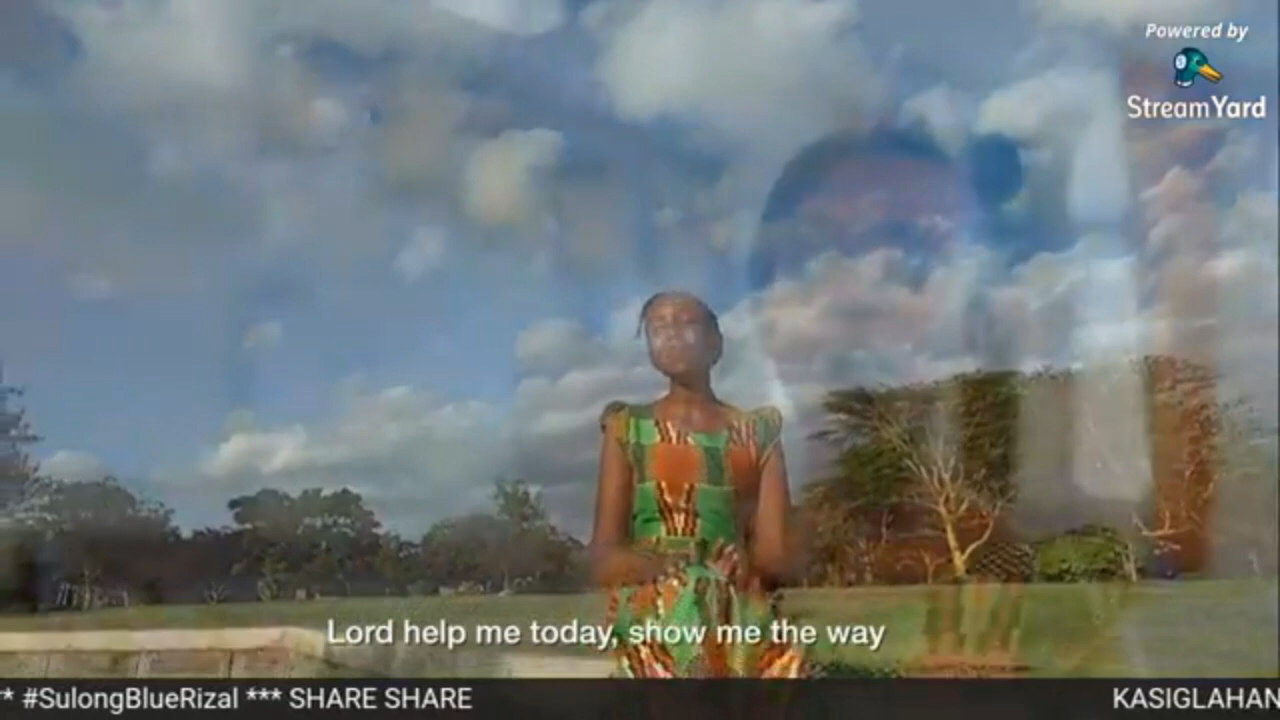 Powered by
StreamYard
Lord help me today, show me the way
* #SulongBlueRizal *** SHARE SHARE
KASIGLAHAN